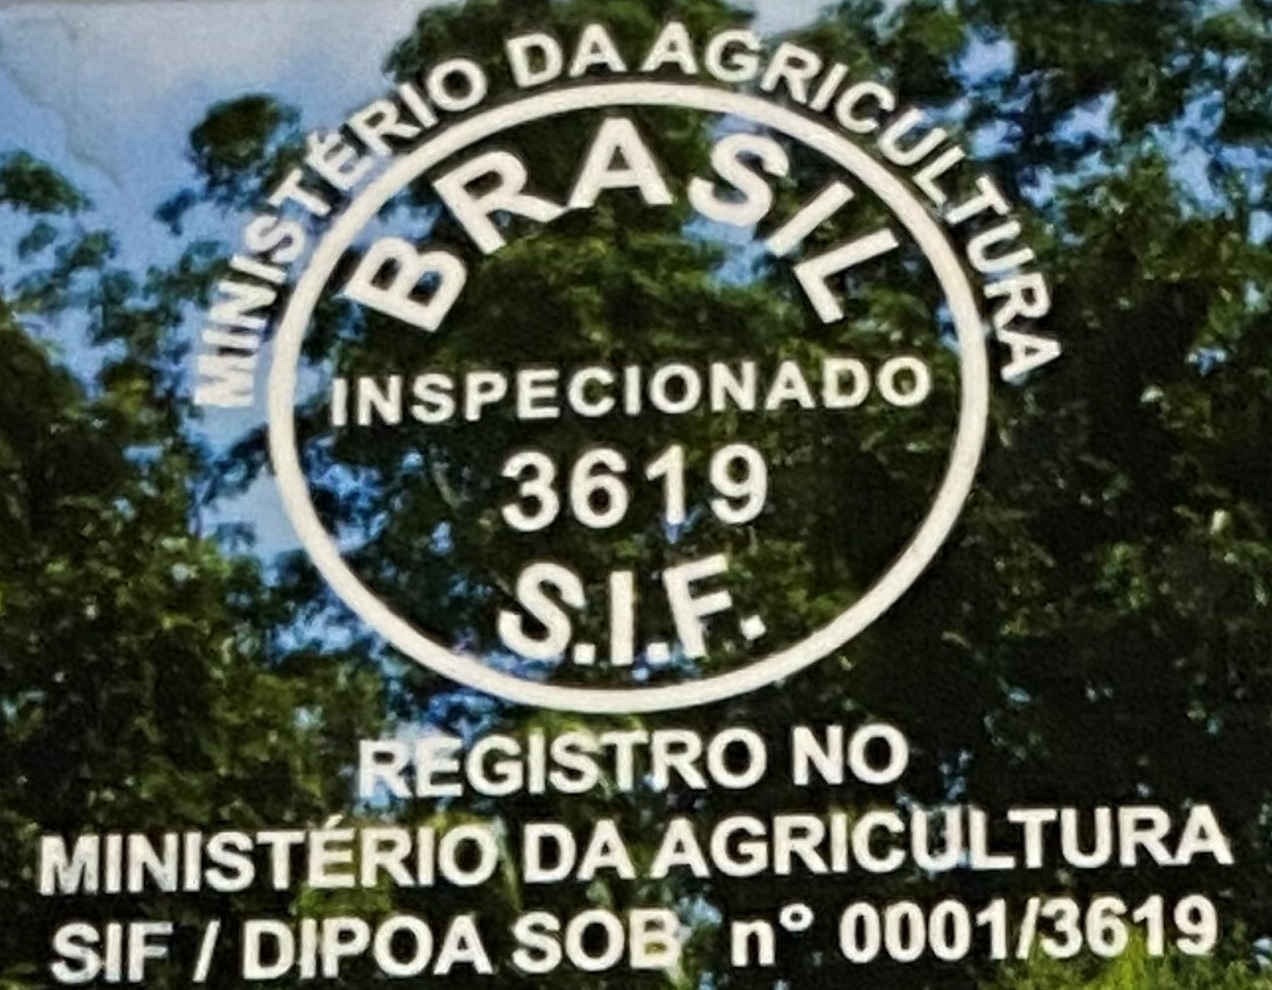 MINISTÉRIO DA AGRICULTURA
BRASIL
INSPECIONADO
3619
S.I.F.
REGISTRO NO
MINISTÉRIO DA AGRICULTURA
SIF / DIPOA SOB n° 0001/3619